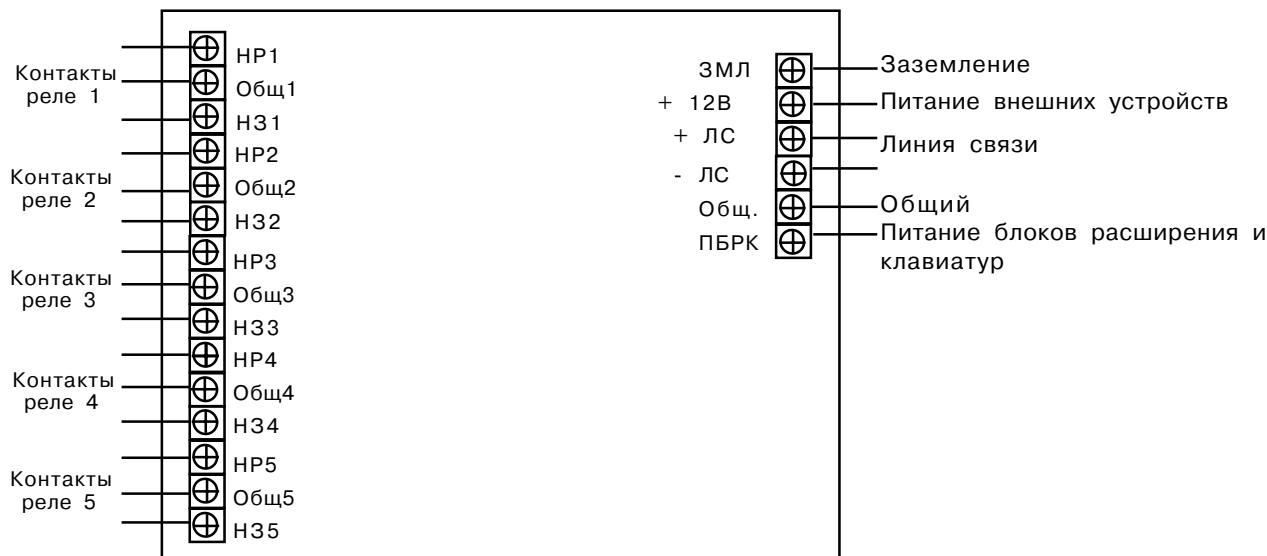 Контакты
реле 1
НР1
Общ1
НЗ1
Контакты
реле 2
НР2
Общ2
НЗ2
Контакты
реле 3
НР3
Общ3
НЗ3
Контакты
реле 4
НР4
Общ4
НЗ4
Контакты
реле 5
НР5
Общ5
НЗ5
ЗМЛ Заземление
+ 12В Питание внешних устройств
+ ЛС Линия связи
- ЛС
Общ. Общий
ПБРК Питание блоков расширения и
клавиатур